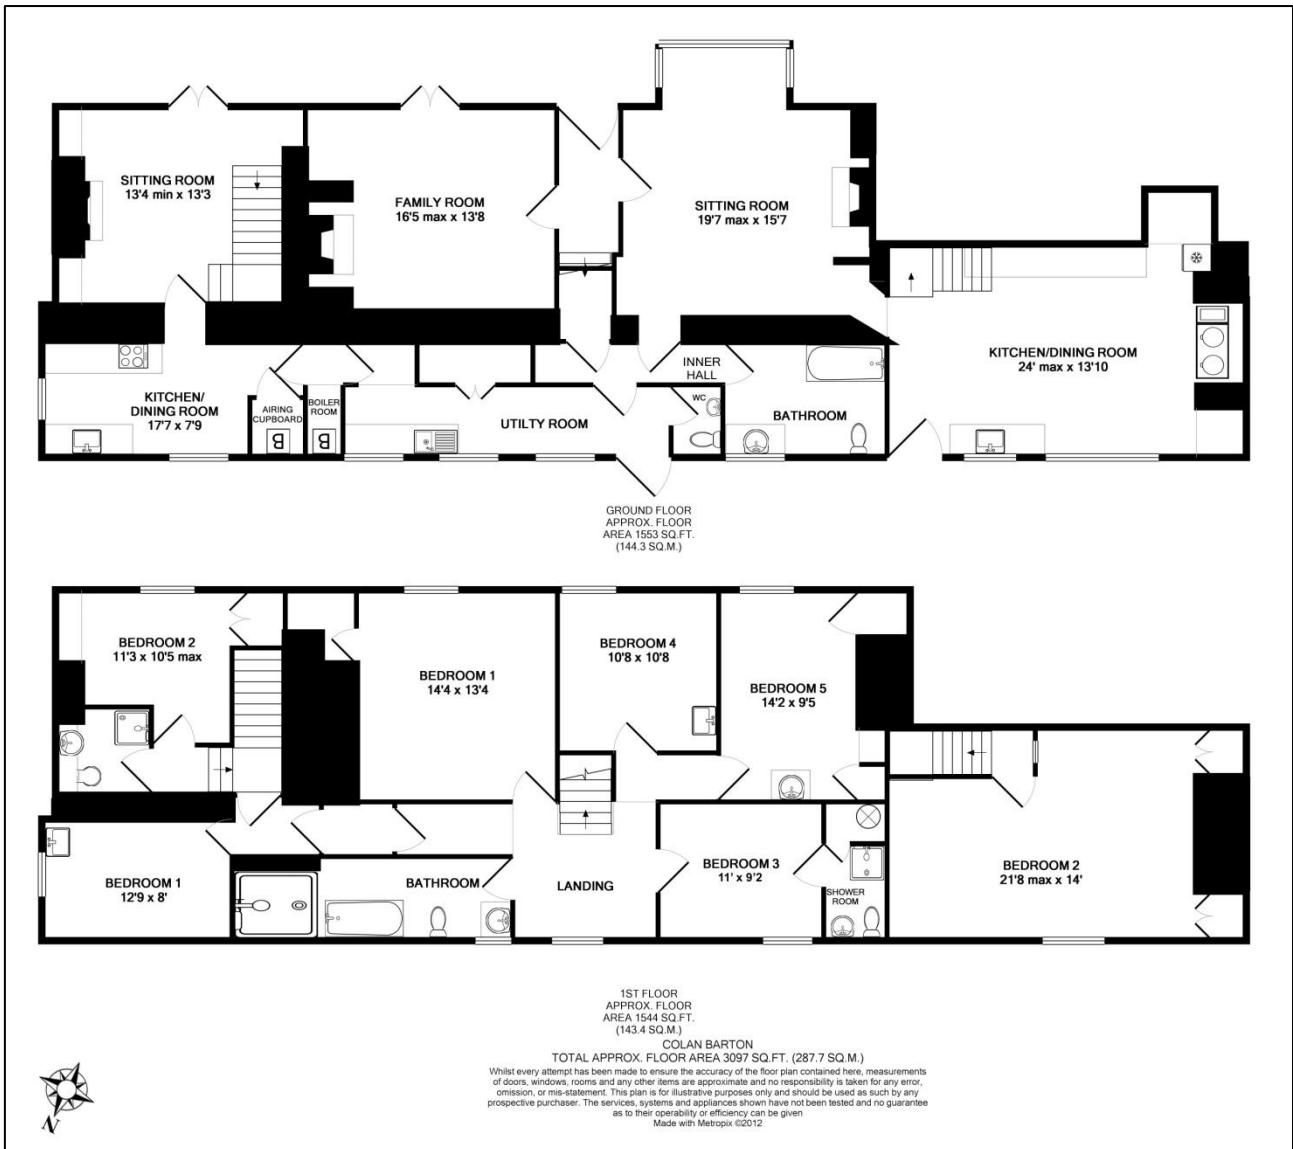 SITTING ROOM
13'4 min x 13'3
FAMILY ROOM
16'5 max x 13'8
SITTING ROOM
19'7 max x 15'7
KITCHEN/DINING ROOM
24' max x 13'10
KITCHEN/
DINING ROOM
17'7 x 7'9
AIRING
CUPBOARD
B
BOILER
ROOM
B
UTILTY ROOM
INNER
HALL
WC
BATHROOM
GROUND FLOOR
APPROX. FLOOR
AREA 1553 SQ.FT.
(144.3 SQ.M.)
BEDROOM 2
11'3 x 10'5 max
BEDROOM 1
14'4 x 13'4
BEDROOM 4
10'8 x 10'8
BEDROOM 5
14'2 x 9'5
BEDROOM 1
12'9 x 8'
BATHROOM
LANDING
BEDROOM 3
11' x 9'2
SHOWER
ROOM
BEDROOM 2
21'8 max x 14'
1ST FLOOR
APPROX. FLOOR
AREA 1544 SQ.FT.
(143.4 SQ.M.)
COLAN BARTON
TOTAL APPROX. FLOOR AREA 3097 SQ.FT. (287.7 SQ.M.)
Whilst every attempt has been made to ensure the accuracy of the floor plan contained here, measurements
of doors, windows, rooms and any other items are approximate and no responsibility is taken for any error,
omission, or mis-statement. This plan is for illustrative purposes only and should be used as such by any
prospective purchaser. The services, systems and appliances shown have not been tested and no guarantee
as to their operability or efficiency can be given
Made with Metropix ©2012
N